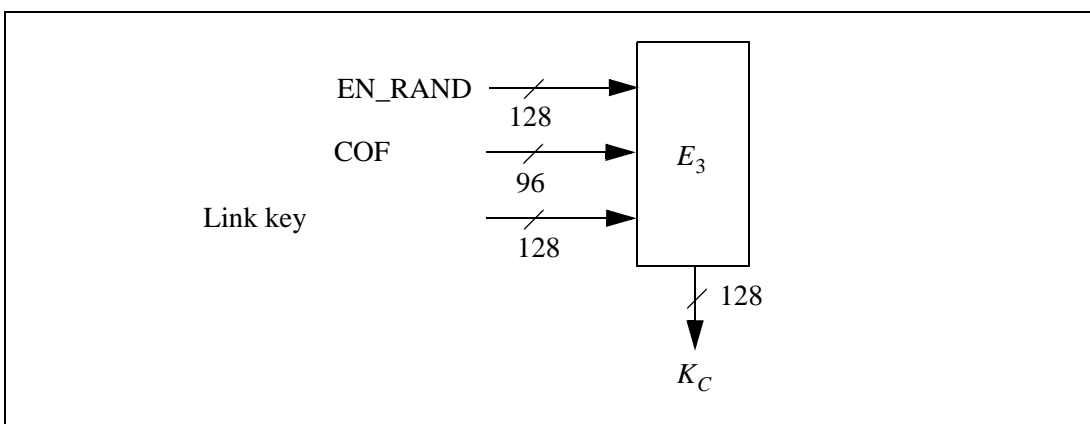 EN_RAND
128
COF
96
Link key
128
E3
128
KC